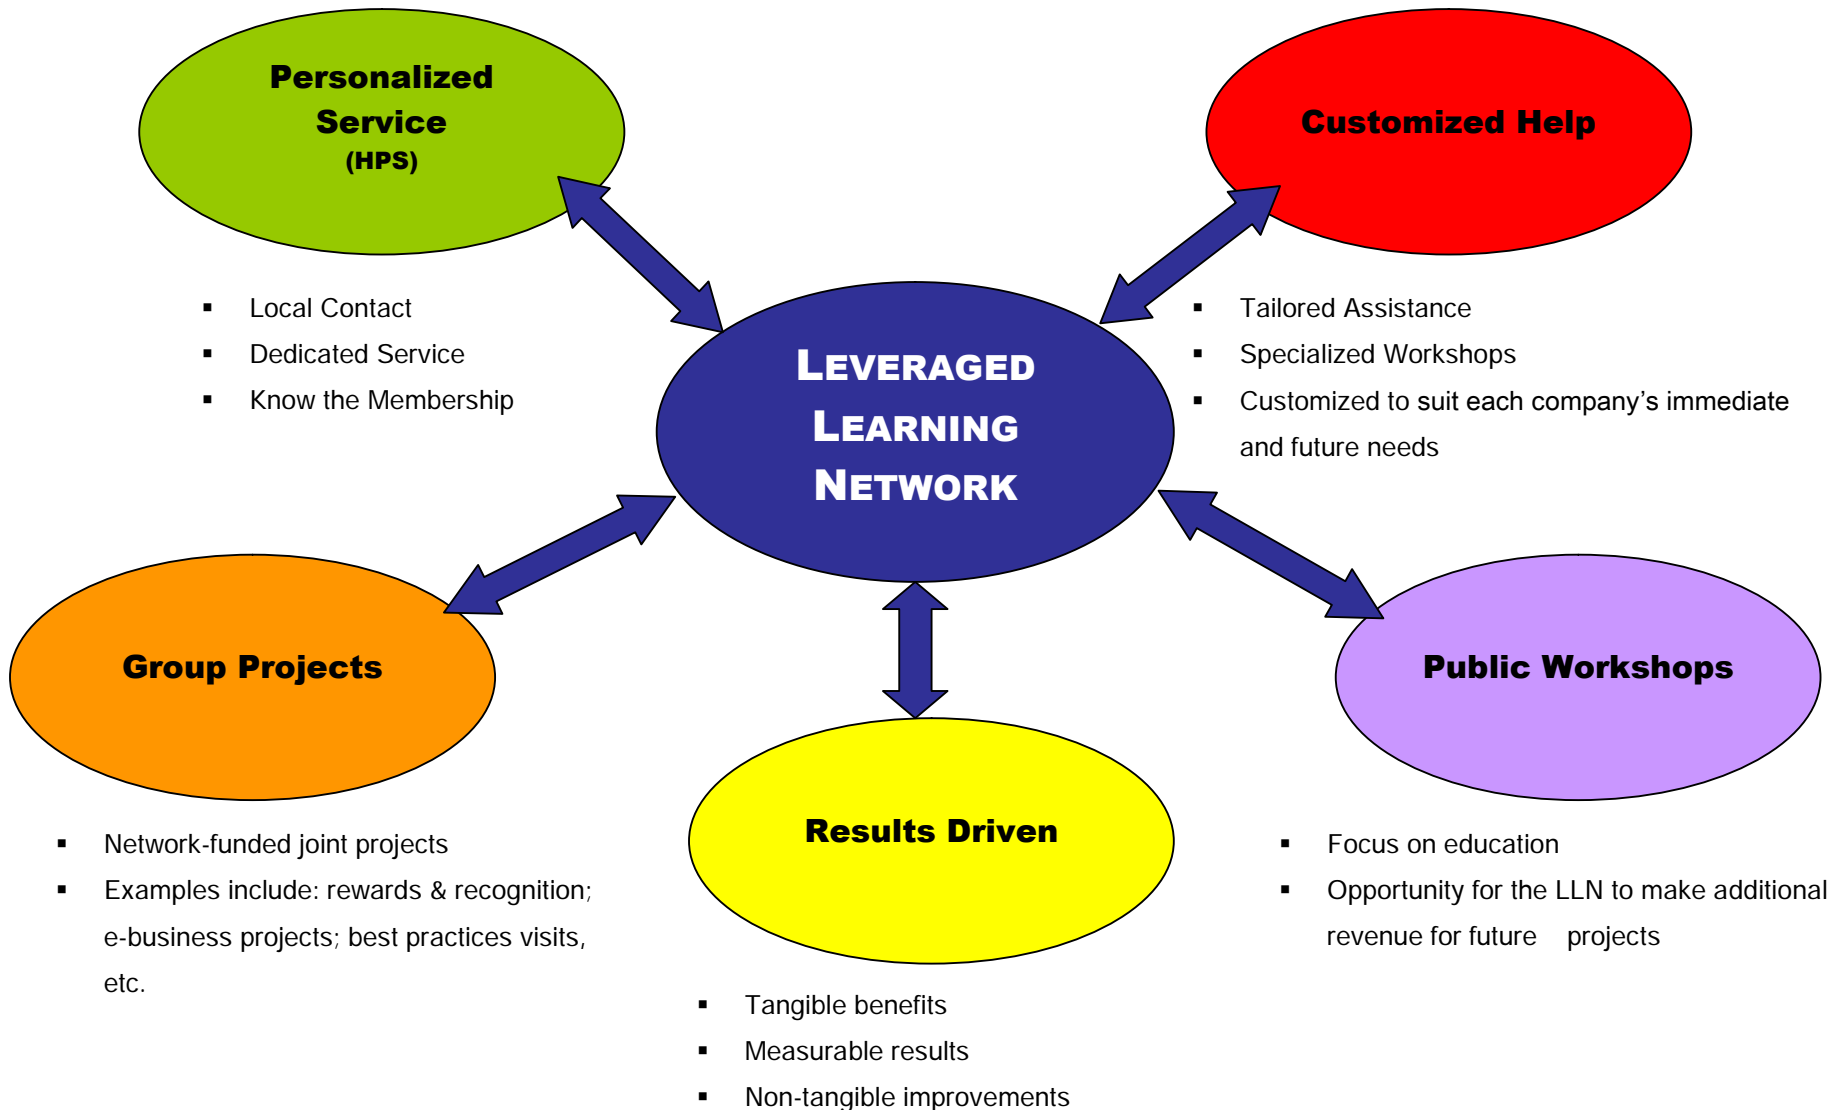 Personalized
Service
(HPS)
Customized Help
▪ Local Contact
▪ Dedicated Service
▪ Know the Membership
LEVERAGED
LEARNING
NETWORK
▪ Tailored Assistance
▪ Specialized Workshops
▪ Customized to suit each company’s immediate
and future needs
Group Projects
▪ Network-funded joint projects
▪ Examples include: rewards & recognition;
e-business projects; best practices visits,
etc.
Results Driven
▪ Tangible benefits
▪ Measurable results
▪ Non-tangible improvements
Public Workshops
▪ Focus on education
▪ Opportunity for the LLN to make additional
revenue for future projects